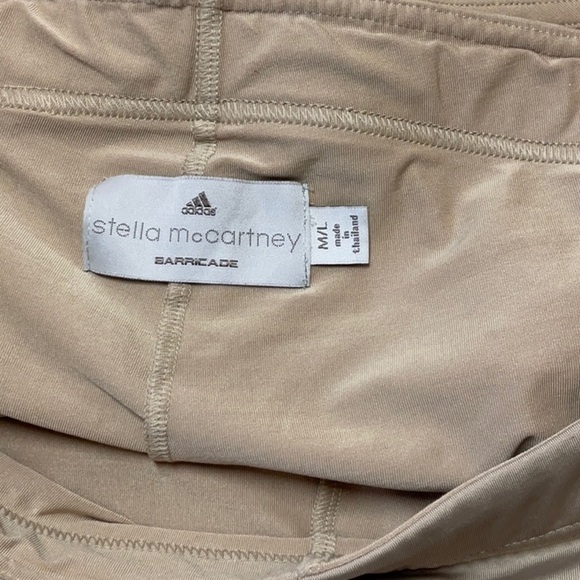 adidas
stella mccartney
BARRICADE
M/L
made
in
thailand